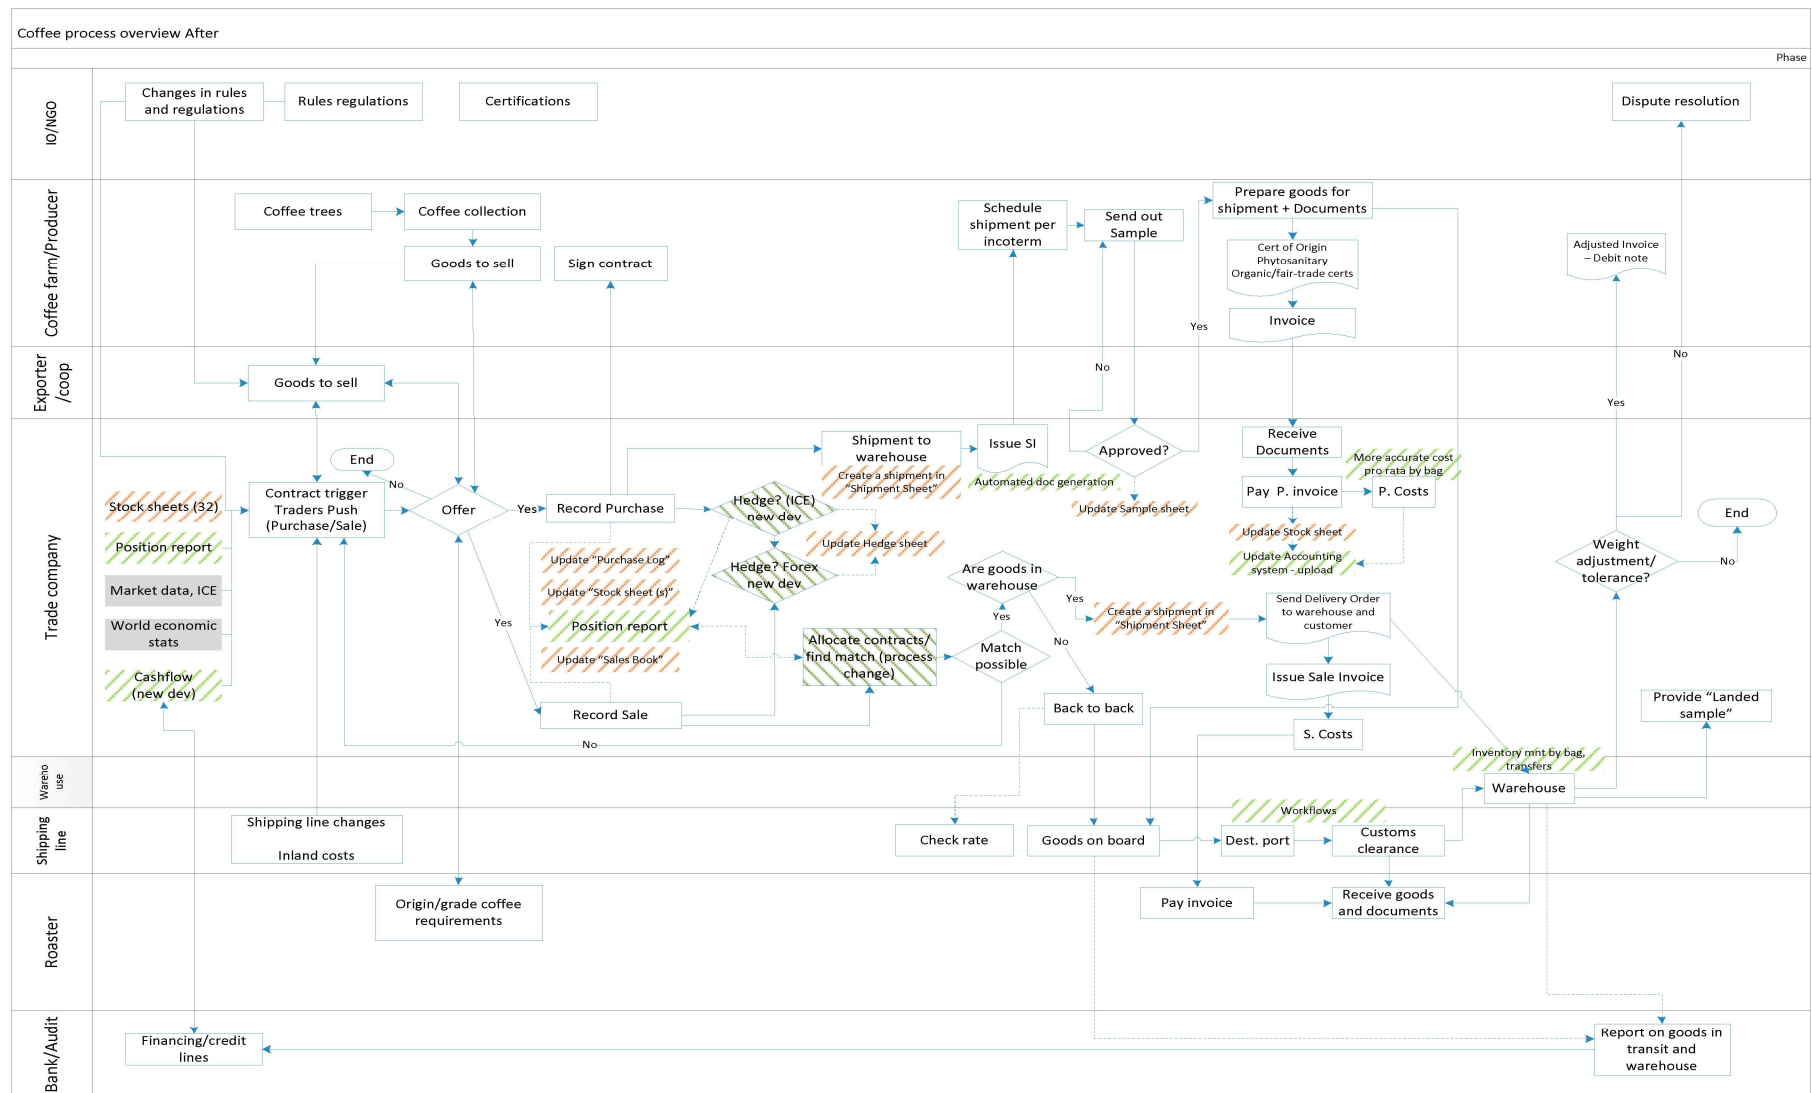 Coffee process overview After
Phase
IO/NGO
Changes in rules
and regulations
Rules regulations
Certifications
Dispute resolution
Coffee farm/Producer
Coffee trees
Coffee collection
Goods to sell
Sign contract
Schedule
shipment per
incoterm
Send out
Sample
Prepare goods for
shipment + Documents
Cert of Origin
Phytosanitary
Organic/fair-trade certs
Invoice
Adjusted Invoice
– Debit note
Yes
Exporter
/coop
Goods to sell
No
No
Yes
Trade company
End
No
Contract trigger
Traders Push
(Purchase/Sale)
Stock sheets (32)
Position report
Market data, ICE
World economic
stats
Cashflow
(new dev)
Offer
Yes
Yes
Record Purchase
Update “Purchase Log”
Update “Stock sheet (s)”
Position report
Update “Sales Book”
Record Sale
No
Hedge? (ICE)
new dev
Hedge? Forex
new dev
Update Hedge sheet
Shipment to
warehouse
Create a shipment in
“Shipment Sheet”
Issue SI
Automated doc generation
Approved?
Update Sample sheet
Allocate contracts/
find match (process
change)
Match
possible
Yes
Are goods in
warehouse
Yes
No
Back to back
Create a shipment in
“Shipment Sheet”
Receive
Documents
Pay P. invoice
More accurate cost
pro rata by bag
P. Costs
Update Stock sheet
Update Accounting
system - upload
Send Delivery Order
to warehouse and
customer
Issue Sale Invoice
S. Costs
Weight
adjustment/
tolerance?
No
End
Provide “Landed
sample”
Inventory mnt by bag,
transfers
Wareho
use
Warehouse
Shipping
line
Shipping line changes
Inland costs
Check rate
Goods on board
Workflows
Dest. port
Customs
clearance
Roaster
Origin/grade coffee
requirements
Pay invoice
Receive goods
and documents
Bank/Audit
Financing/credit
lines
Report on goods in
transit and
warehouse